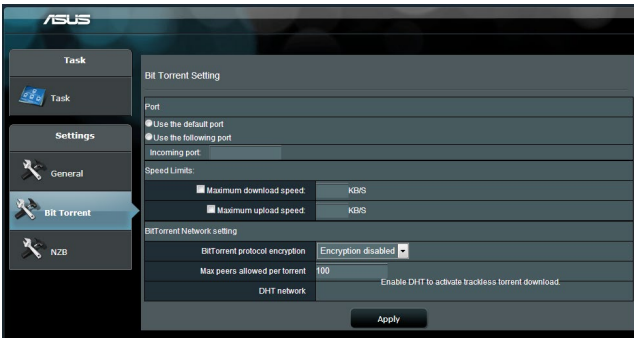 ASUS
Task
Task
Settings
General
Bit Torrent
NZB
Bit Torrent Setting
Port
Use the default port
Use the following port
Incoming port:
Speed Limits:
Maximum download speed: KB/S
Maximum upload speed: KB/S
BitTorrent Network setting
BitTorrent protocol encryption Encryption disabled
Max peers allowed per torrent 100
DHT network Enable DHT to activate trackless torrent download.
Apply